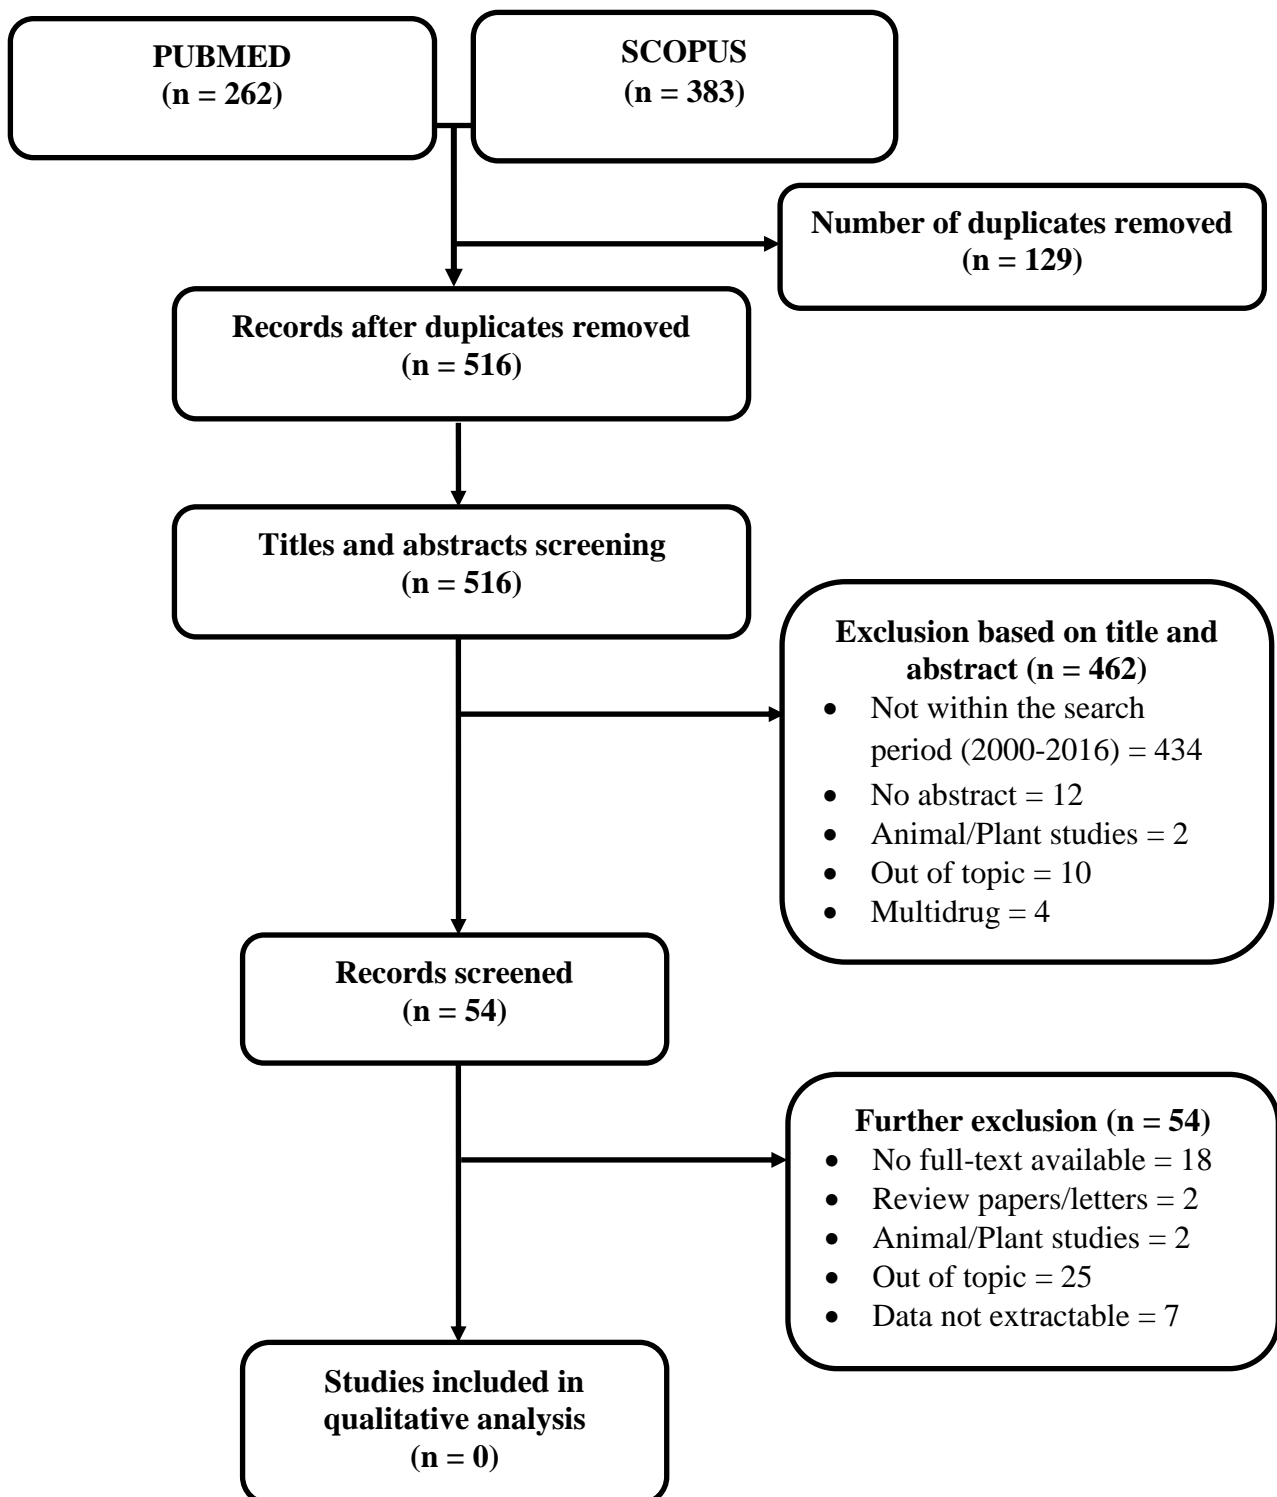 PUBMED
(n = 262)
SCOPUS
(n = 383)
Number of duplicates removed
(n = 129)
Records after duplicates removed
(n = 516)
Titles and abstracts screening
(n = 516)
Exclusion based on title and
abstract (n = 462)
• Not within the search
period (2000-2016) = 434
• No abstract = 12
• Animal/Plant studies = 2
• Out of topic = 10
• Multidrug = 4
Records screened
(n = 54)
Further exclusion (n = 54)
• No full-text available = 18
• Review papers/letters = 2
• Animal/Plant studies = 2
• Out of topic = 25
• Data not extractable = 7
Studies included in
qualitative analysis
(n = 0)